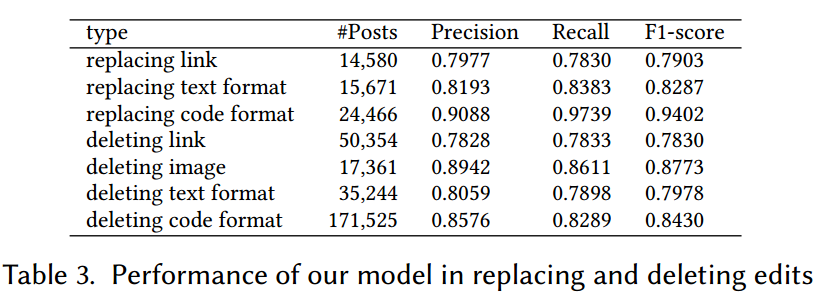 type #Posts Precision Recall F1-score
replacing link 14,580 0.7977 0.7830 0.7903
replacing text format 15,671 0.8193 0.8383 0.8287
replacing code format 24,466 0.9088 0.9739 0.9402
deleting link 50,354 0.7828 0.7833 0.7830
deleting image 17,361 0.8942 0.8611 0.8773
deleting text format 35,244 0.8059 0.7898 0.7978
deleting code format 171,525 0.8576 0.8289 0.8430
Table 3. Performance of our model in replacing and deleting edits